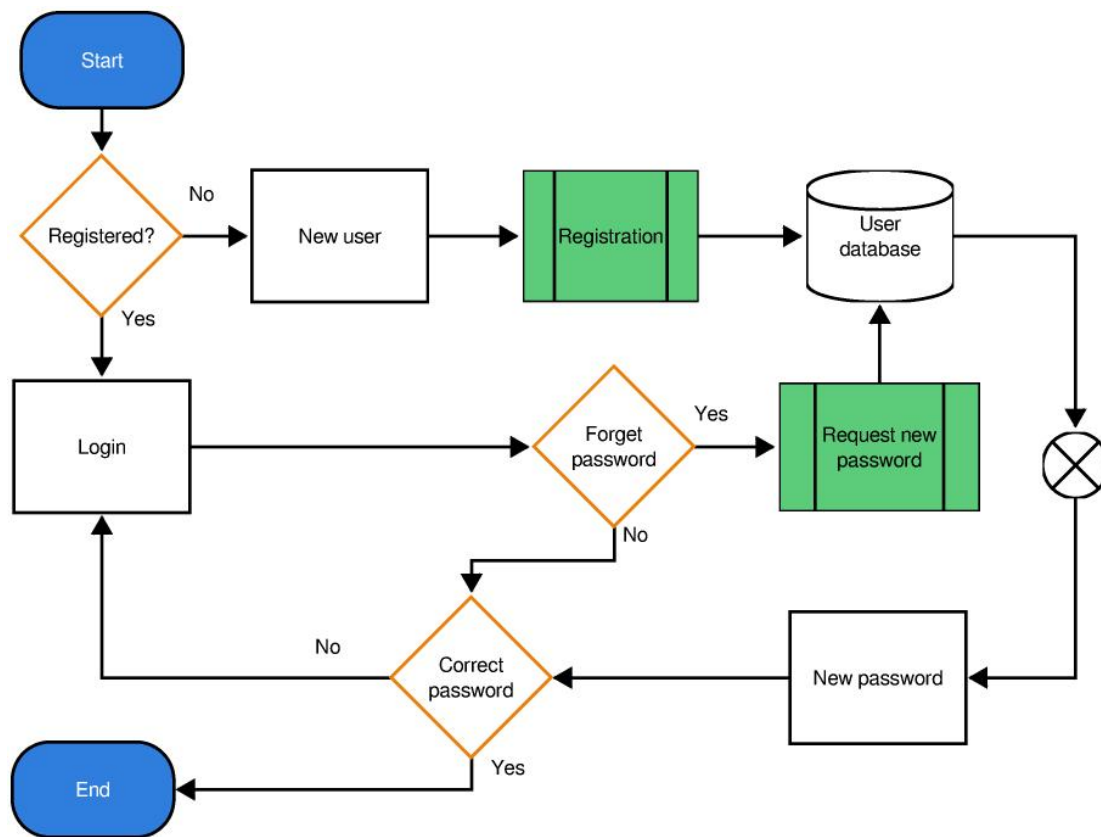 Start
No
Registered?
New user
Registration
User
database
Yes
Login
Forget
password
Yes
Request new
password
No
No
Correct
password
New password
Yes
End